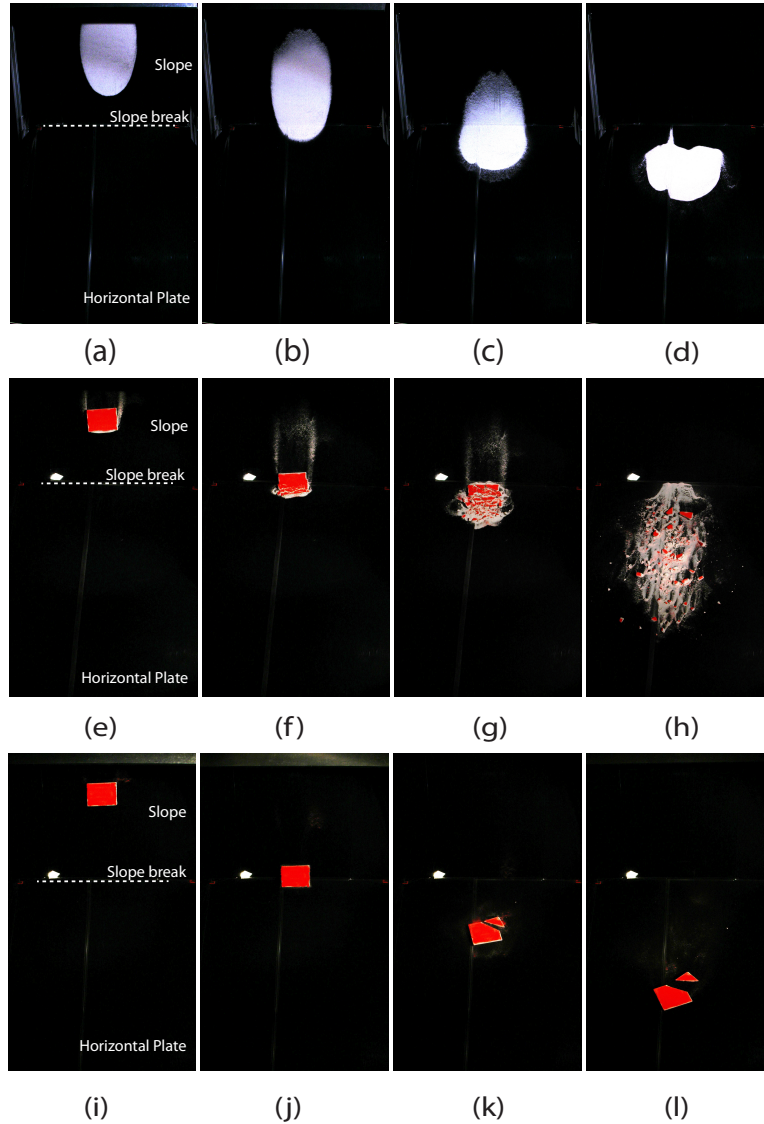 Slope
Slope break
Horizontal Plate
(a)
(b)
(c)
(d)
Slope
Slope break
Horizontal Plate
(e)
(f)
(g)
(h)
Slope
Slope break
Horizontal Plate
(i)
(j)
(k)
(l)